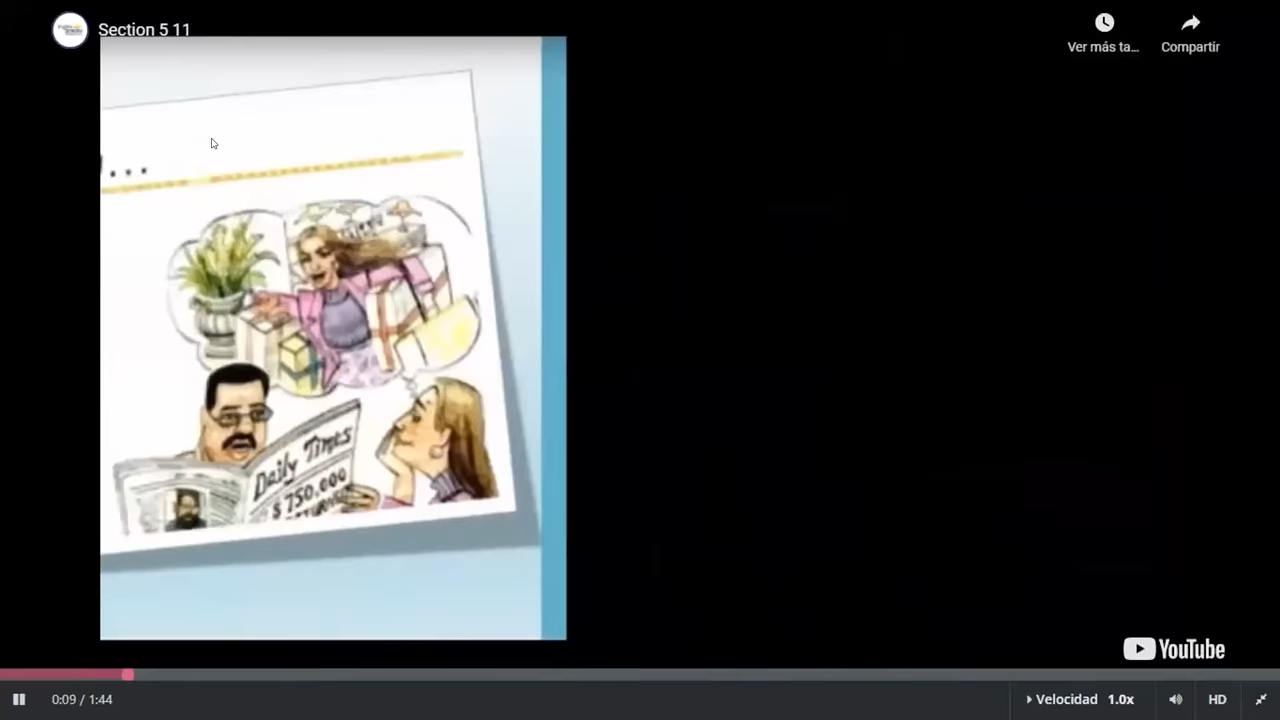 Section 5 11
Ver más ta...
Compartir
...
Daily Times
$750,000
YouTube
0:09 / 1:44
Velocidad 1.0x
HD